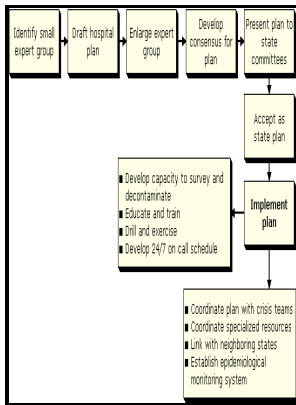 Identify small
expert group
Draft hospital
plan
Enlarge expert
group
Develop
consensus for
plan
Present plan to
state
committees
Accept as
state plan
Implement
plan
▪ Develop capacity to survey and
decontaminate
▪ Educate and train
▪ Drill and exercise
▪ Develop 24/7 on call schedule
▪ Coordinate plan with crisis teams
▪ Coordinate specialized resources
▪ Link with neighboring states
▪ Establish epidemiological
monitoring system